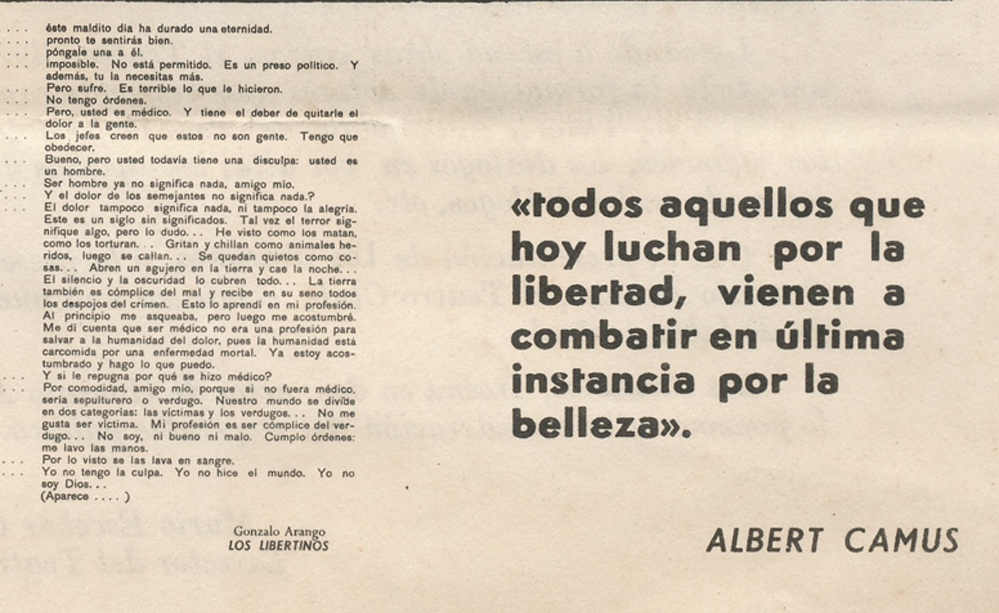 éste maldito día ha durado una eternidad.
pronto te sentirás bien.
póngale una a él.
imposible. No está permitido. Es un preso político. Y
además, tu la necesitas más.
Pero sufre. Es terrible lo que le hicieron.
No tengo órdenes.
Pero, usted es médico. Y tiene el deber de quitarle el
dolor a la gente.
Los jefes creen que estos no son gente. Tengo que
obedecer.
Bueno, pero usted todavía tiene una disculpa: usted es
un hombre.
Ser hombre ya no significa nada, amigo mío.
Y el dolor de los semejantes no significa nada?
El dolor tampoco significa nada, ni tampoco la alegría.
Este es un siglo sin significados. Tal vez el terror sig-
nifique algo, pero lo dudo... He visto como los matan,
como los torturan... Gritan y chillan como animales he-
ridos, luego se callan... Se quedan quietos como co-
sas... Abren un agujero en la tierra y cae la noche...
El silencio y la oscuridad lo cubren todo... La tierra
también es cómplice del mal y recibe en su seno todos
los despojos del crimen. Esto lo aprendí en mi profesión.
Al principio me asqueaba, pero luego me acostumbré.
Me dí cuenta que ser médico no era una profesión para
salvar a la humanidad del dolor, pues la humanidad está
carcomida por una enfermedad mortal. Ya estoy acos-
tumbrado y hago lo que puedo.
Y si le repugna por qué se hizo médico?
Por comodidad, amigo mío, porque si no fuera médico,
sería sepulturero o verdugo. Nuestro mundo se divide
en dos categorías: las víctimas y los verdugos... No me
gusta ser víctima. Mi profesión es ser cómplice del ver-
dugo... No soy, ni bueno ni malo. Cumplo órdenes:
me lavo las manos.
Por lo visto se las lava en sangre.
Yo no tengo la culpa. Yo no hice el mundo. Yo no
soy Dios...
(Aparece .....)
Gonzalo Arango
LOS LIBERTINOS
«todos aquellos que
hoy luchan por la
libertad, vienen a
combatir en última
instancia por la
belleza».
ALBERT CAMUS